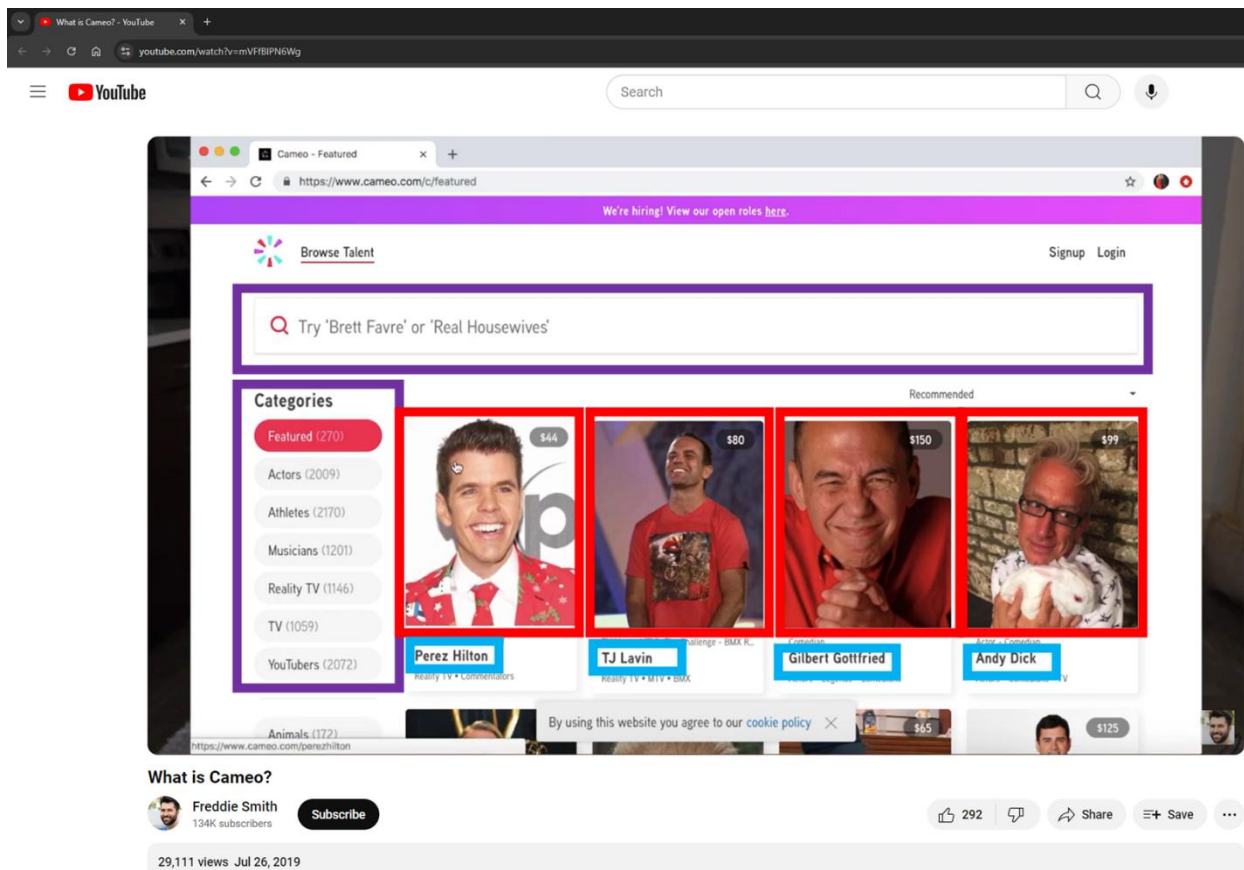 What is Cameo? - YouTube
youtube.com/watch?v=mVFfBIPN6Wg
YouTube
Search
Cameo - Featured
https://www.cameo.com/c/featured
We're hiring! View our open roles here.
Browse Talent
Signup Login
Try 'Brett Favre' or 'Real Housewives'
Categories
Recommended
Featured (270)
Actors (2009)
Athletes (2170)
Musicians (1201)
Reality TV (1146)
TV (1059)
YouTubers (2072)
Animals (172)
$44
$80
$150
$99
Perez Hilton
Reality TV • Commentators
Challenge - BMX R...
TJ Lavin
Reality TV • MTV • BMX
Comedian
Gilbert Gottfried
Actor - Comedian
Andy Dick
TV
By using this website you agree to our cookie policy
$65
$125
https://www.cameo.com/perezhilton
What is Cameo?
Freddie Smith
134K subscribers
Subscribe
292
Share
Save
29,111 views Jul 26, 2019